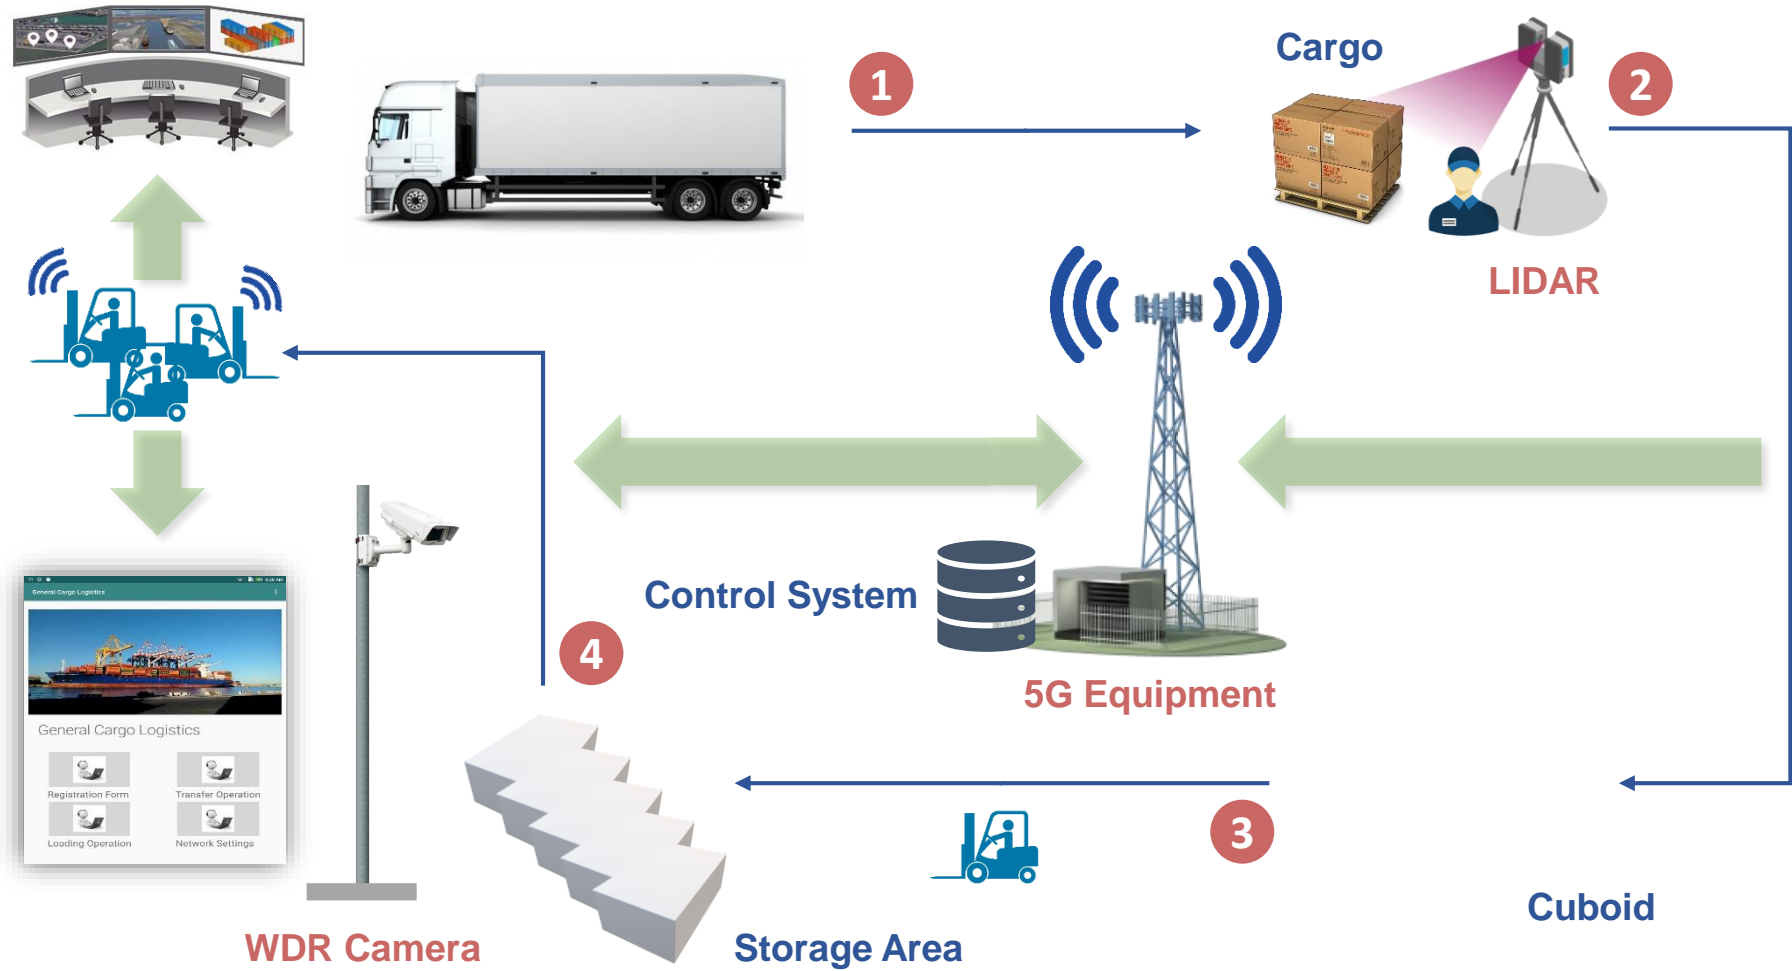 1
Cargo
2
LIDAR
Control System
4
5G Equipment
General Cargo Logistics
General Cargo Logistics
Registration Form
Transfer Operation
Loading Operation
Network Settings
3
Cuboid
WDR Camera
Storage Area